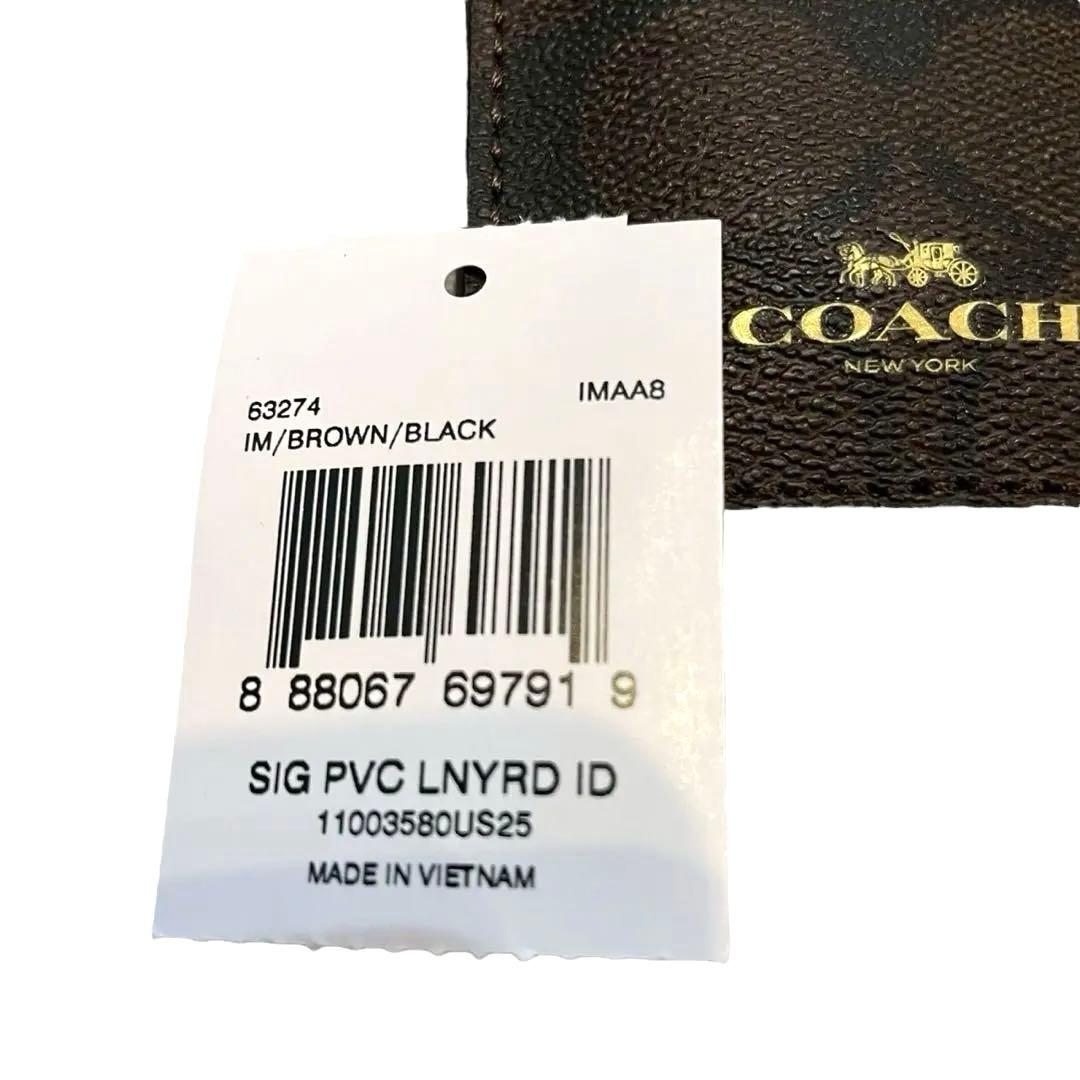 COACH
NEW YORK
63274 IMAA8
IM/BROWN/BLACK
8 88067 69791 9
SIG PVC LNYRD ID
11003580US25
MADE IN VIETNAM